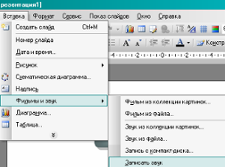 резентация1]
Вставка Формат Сервис Показ слайдов Окно Справка
Создать слайд Ctrl+M
Номер слайда
Дата и время...
Рисунок
Схематическая диаграмма...
Надпись
Фильмы и звук
Диаграмма...
Таблица...
Констр
Фильм из коллекции картинок...
Фильм из файла...
Звук из коллекции картинок...
Звук из файла...
Запись с компакт-диска...
Записать звук